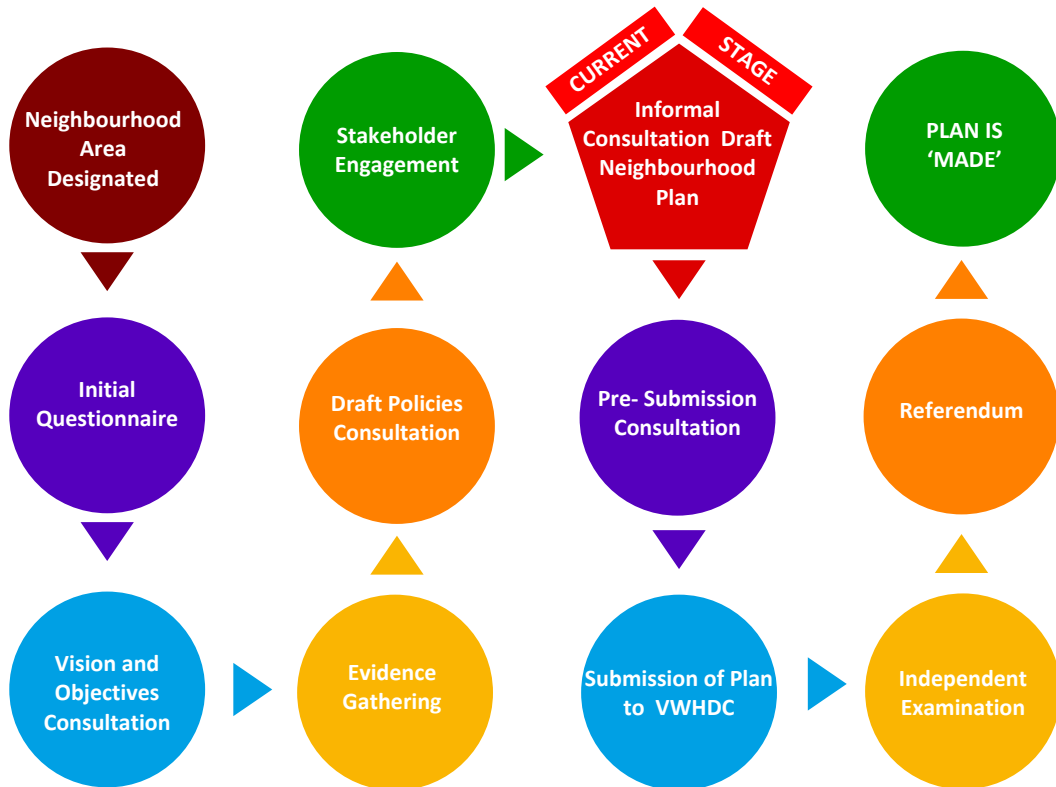 Neighbourhood
Area
Designated
Initial
Questionnaire
Vision and
Objectives
Consultation
Evidence
Gathering
Draft Policies
Consultation
Stakeholder
Engagement
CURRENT
STAGE
Informal
Consultation Draft
Neighbourhood
Plan
Pre- Submission
Consultation
Submission of Plan
to VWHDC
Independent
Examination
Referendum
PLAN IS
‘MADE’